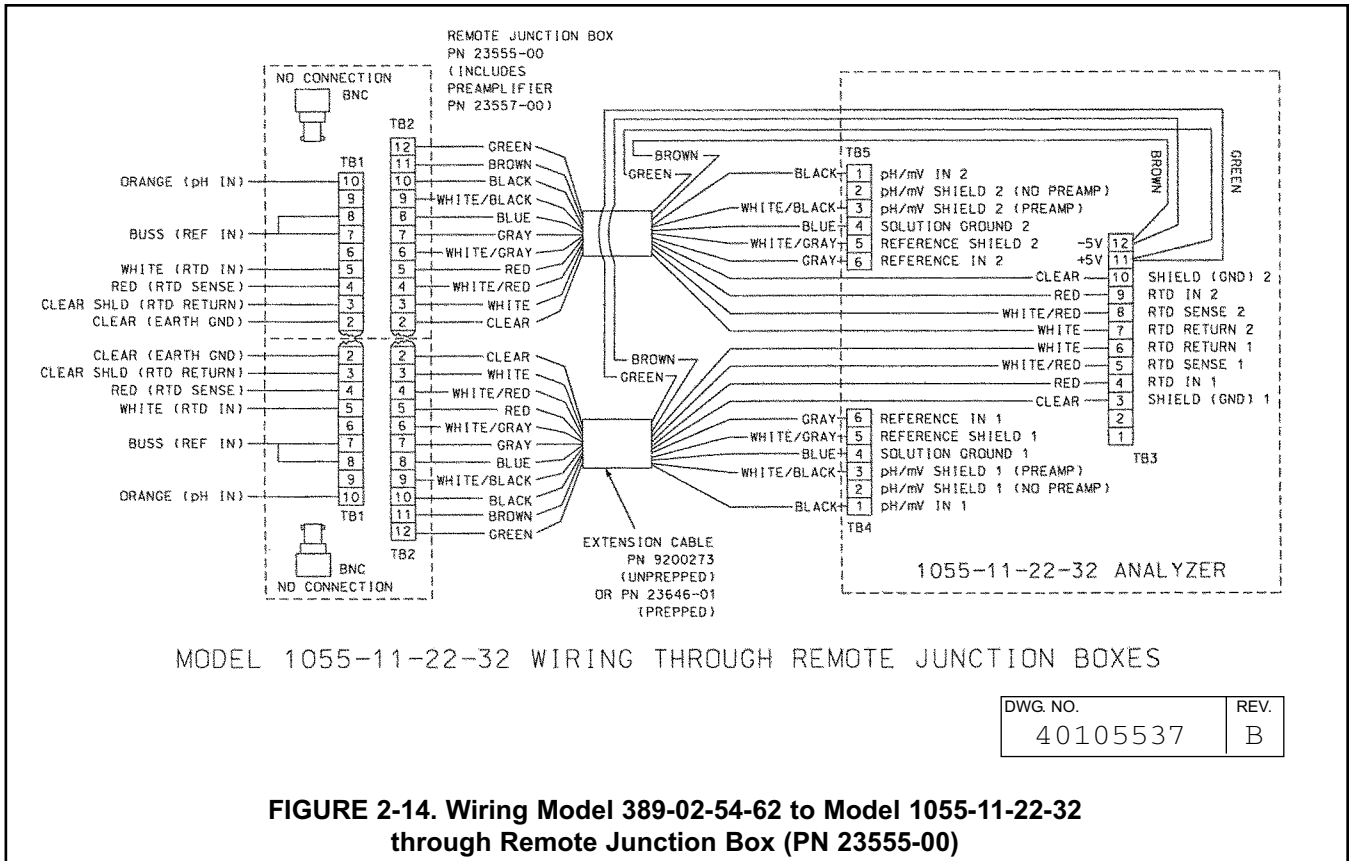 REMOTE JUNCTION BOX
PN 23555-00
(INCLUDES
PREAMPLIFIER
PN 23557-00)
NO CONNECTION
BNC
TB2
12
11
10
9
8
7
6
5
4
3
2
TB1
10
9
8
7
6
5
4
3
2
ORANGE (pH IN)
BUSS (REF IN)
WHITE (RTD IN)
RED (RTD SENSE)
CLEAR SHLD (RTD RETURN)
CLEAR (EARTH GND)
GREEN
BROWN
BLACK
WHITE/BLACK
BLUE
GRAY
WHITE/GRAY
RED
WHITE/RED
WHITE
CLEAR
CLEAR (EARTH GND)
CLEAR SHLD (RTD RETURN)
RED (RTD SENSE)
WHITE (RTD IN)
BUSS (REF IN)
ORANGE (pH IN)
2
3
4
5
6
7
8
9
10
TB1
2
3
4
5
6
7
8
9
10
11
12
TB2
CLEAR
WHITE
WHITE/RED
RED
WHITE/GRAY
GRAY
BLUE
WHITE/BLACK
BLACK
BROWN
GREEN
BNC
NO CONNECTION
BROWN
GREEN
BROWN
GREEN
EXTENSION CABLE
PN 9200273
(UNPREPPED)
OR PN 23646-01
(PREPPED)
TB5
BLACK 1 pH/mV IN 2
2 pH/mV SHIELD 2 (NO PREAMP)
WHITE/BLACK 3 pH/mV SHIELD 2 (PREAMP)
BLUE 4 SOLUTION GROUND 2
WHITE/GRAY 5 REFERENCE SHIELD 2
GRAY 6 REFERENCE IN 2
BROWN
GREEN
-5V 12
+5V 11
CLEAR 10 SHIELD (GND) 2
RED 9 RTD IN 2
WHITE/RED 8 RTD SENSE 2
WHITE 7 RTD RETURN 2
WHITE 6 RTD RETURN 1
WHITE/RED 5 RTD SENSE 1
RED 4 RTD IN 1
CLEAR 3 SHIELD (GND) 1
2
1
TB3
GRAY 6 REFERENCE IN 1
WHITE/GRAY 5 REFERENCE SHIELD 1
BLUE 4 SOLUTION GROUND 1
WHITE/BLACK 3 pH/mV SHIELD 1 (PREAMP)
2 pH/mV SHIELD 1 (NO PREAMP)
BLACK 1 pH/mV IN 1
TB4
1055-11-22-32 ANALYZER
MODEL 1055-11-22-32 WIRING THROUGH REMOTE JUNCTION BOXES
DWG. NO.
40105537
REV.
B
FIGURE 2-14. Wiring Model 389-02-54-62 to Model 1055-11-22-32
through Remote Junction Box (PN 23555-00)